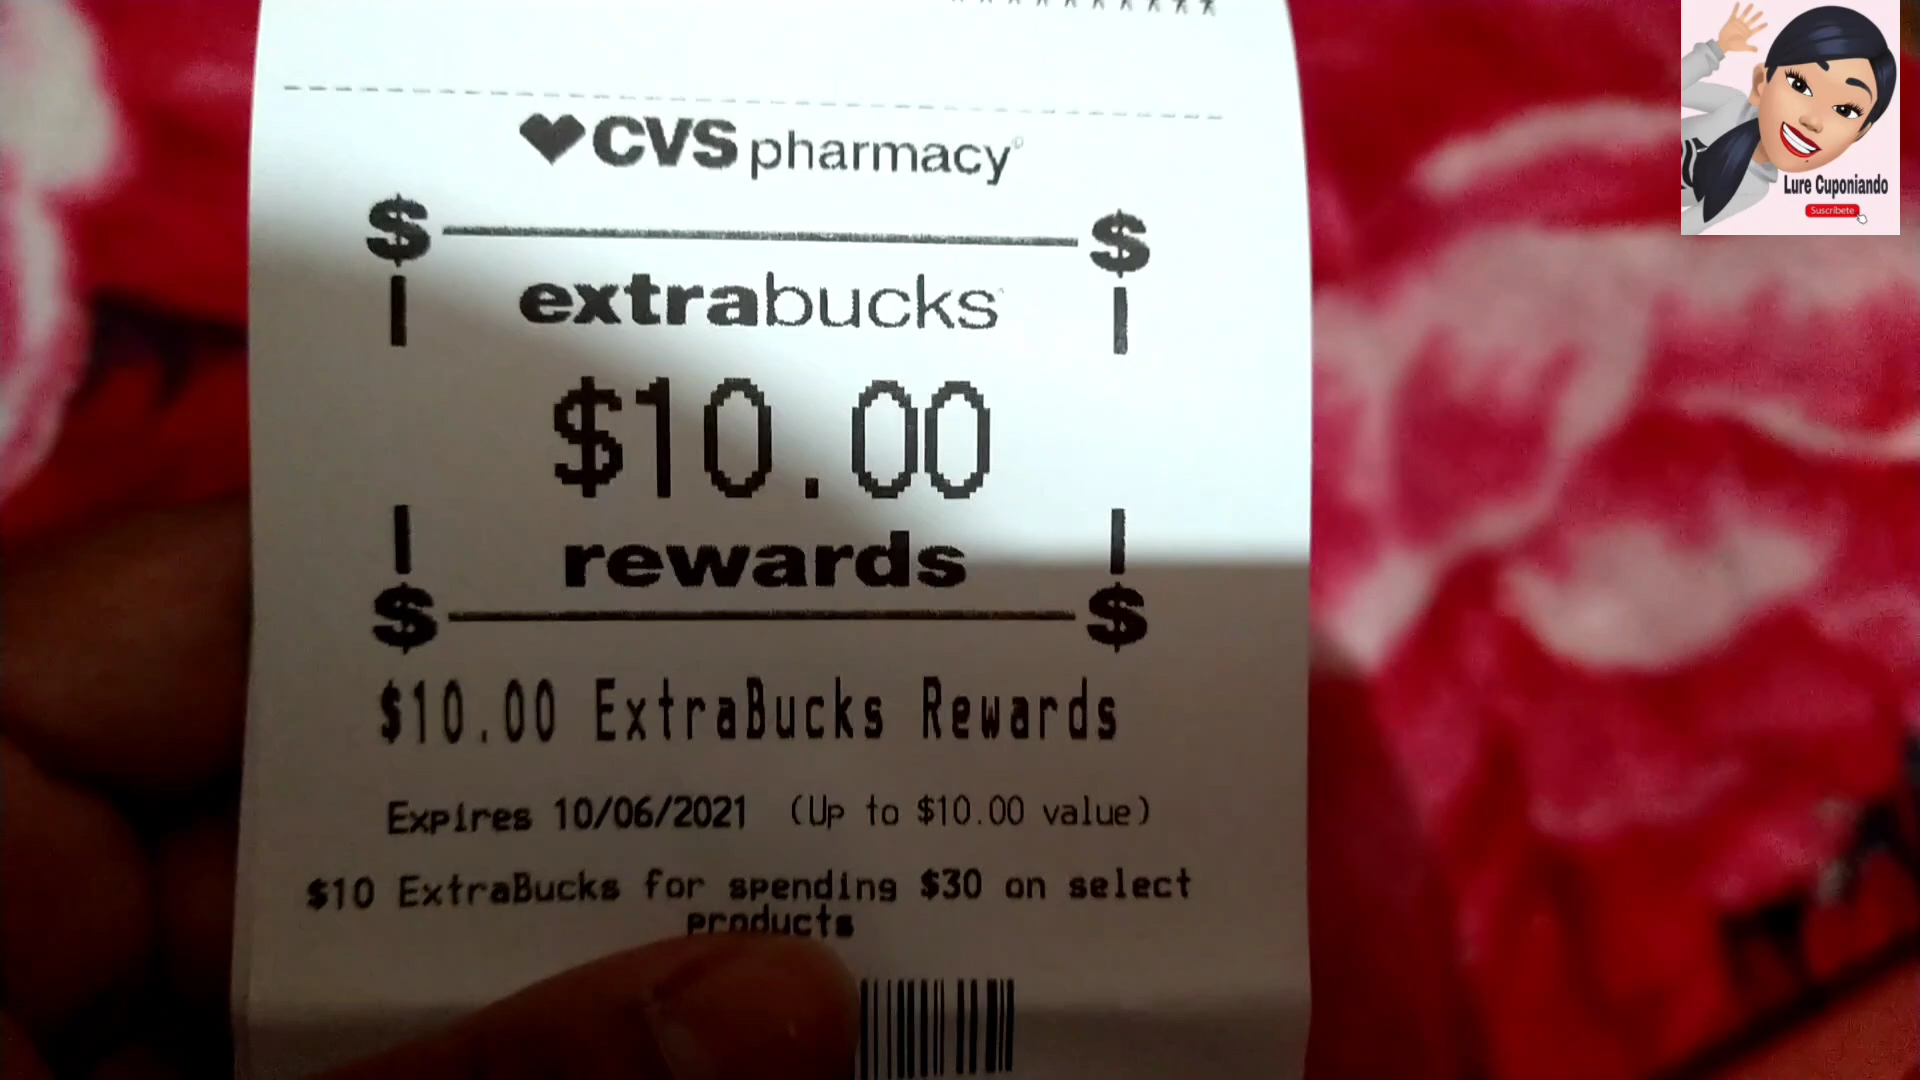 CVS pharmacy
$ $
extrabucks
$10.00
rewards
$ $
$10.00 ExtraBucks Rewards
Expires 10/06/2021 (Up to $10.00 value)
$10 ExtraBucks for spending $30 on select
products
Lure Cuponiando
Suscríbete